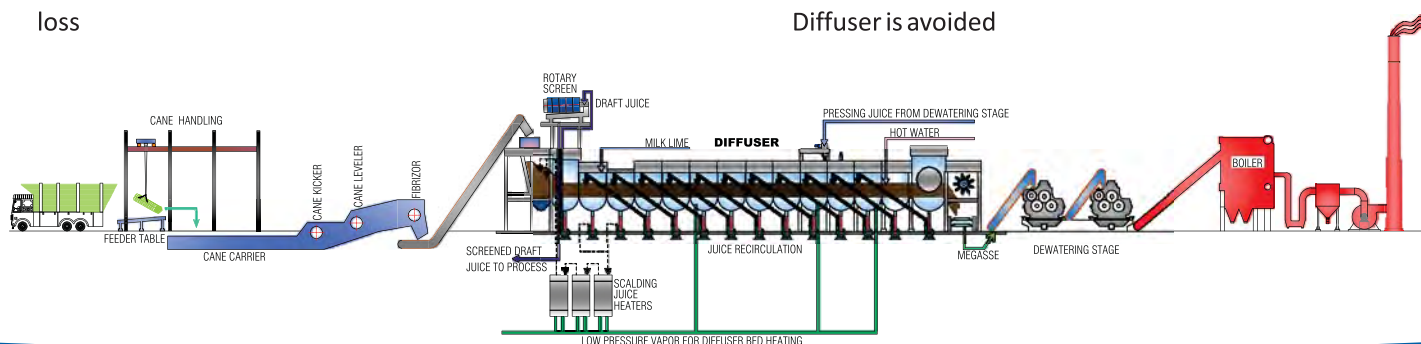 loss
Diffuser is avoided
ROTARY
SCREEN
DRAFT JUICE
CANE HANDLING
PRESSING JUICE FROM DEWATERING STAGE
HOT WATER
MILK LIME
DIFFUSER
BOILER
CANE KICKER
CANE LEVELER
FIBRIZOR
FEEDER TABLE
CANE CARRIER
SCREENED DRAFT
JUICE TO PROCESS
JUICE RECIRCULATION
MEGASSE
DEWATERING STAGE
SCALDING
JUICE
HEATERS
LOW PRESSURE VAPOR FOR DIFFUSER BED HEATING